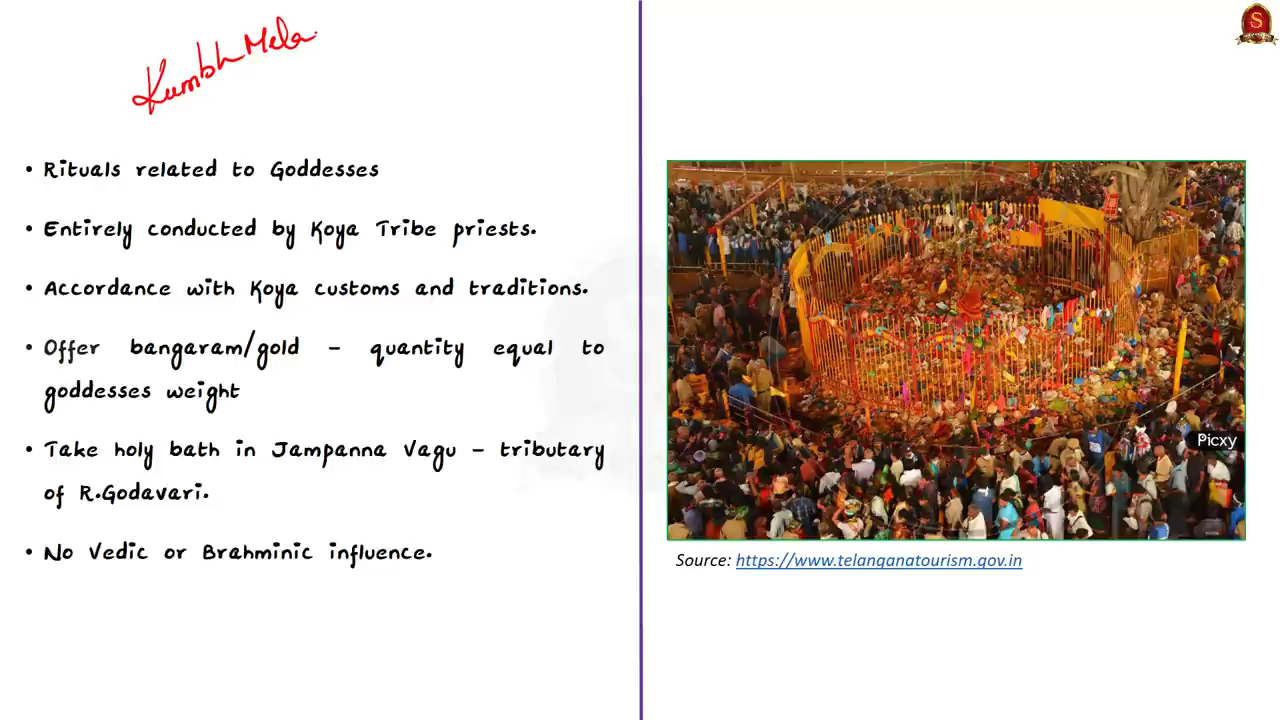 Kumbh Mela
• Rituals related to Goddesses
• Entirely conducted by Koya Tribe priests.
• Accordance with Koya customs and traditions.
• Offer bangaram/gold – quantity equal to
goddesses weight
• Take holy bath in Jampanna Vagu – tributary
of R.Godavari.
• No Vedic or Brahminic influence.
Picxy
Source: https://www.telanganatourism.gov.in
S